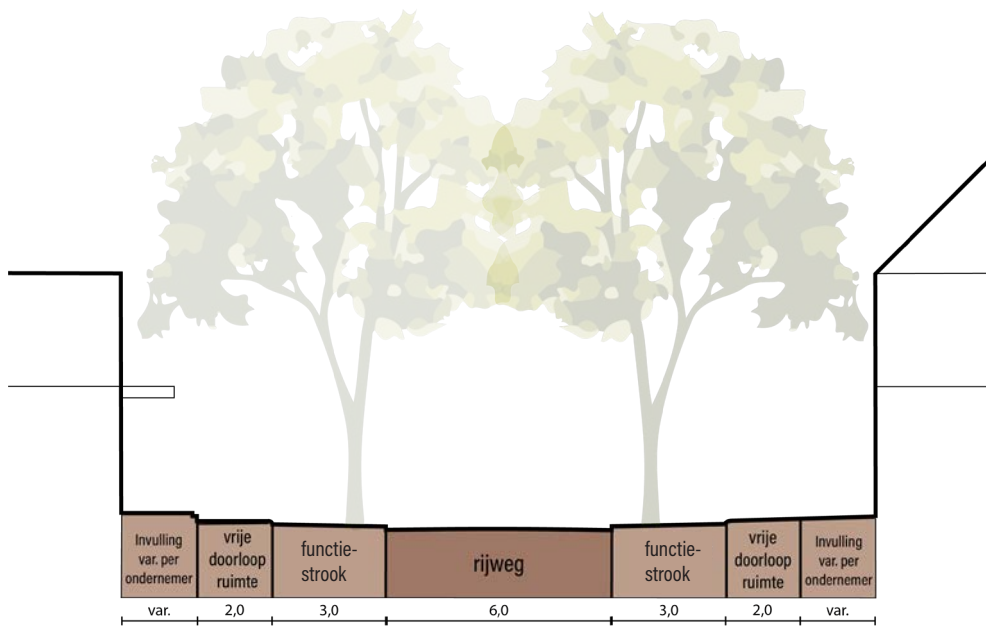 Invulling
var. per
ondernemer
vrije
doorloop
ruimte
functie-
strook
rijweg
functie-
strook
vrije
doorloop
ruimte
Invulling
var. per
ondernemer
var. 2,0 3,0 6,0 3,0 2,0 var.